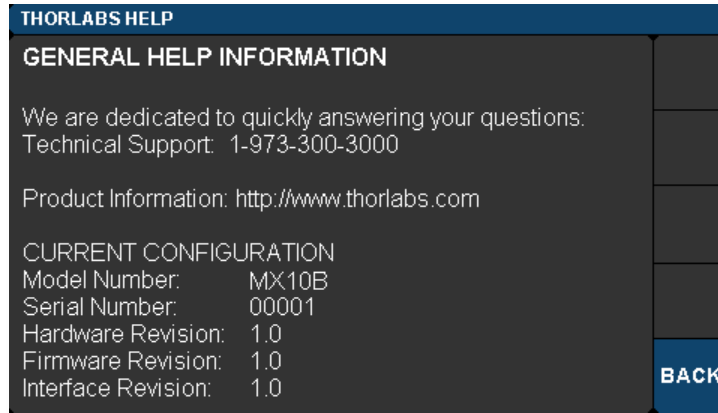 THORLABS HELP
GENERAL HELP INFORMATION
We are dedicated to quickly answering your questions:
Technical Support: 1-973-300-3000
Product Information: http://www.thorlabs.com
CURRENT CONFIGURATION
Model Number: MX10B
Serial Number: 00001
Hardware Revision: 1.0
Firmware Revision: 1.0
Interface Revision: 1.0
BACK